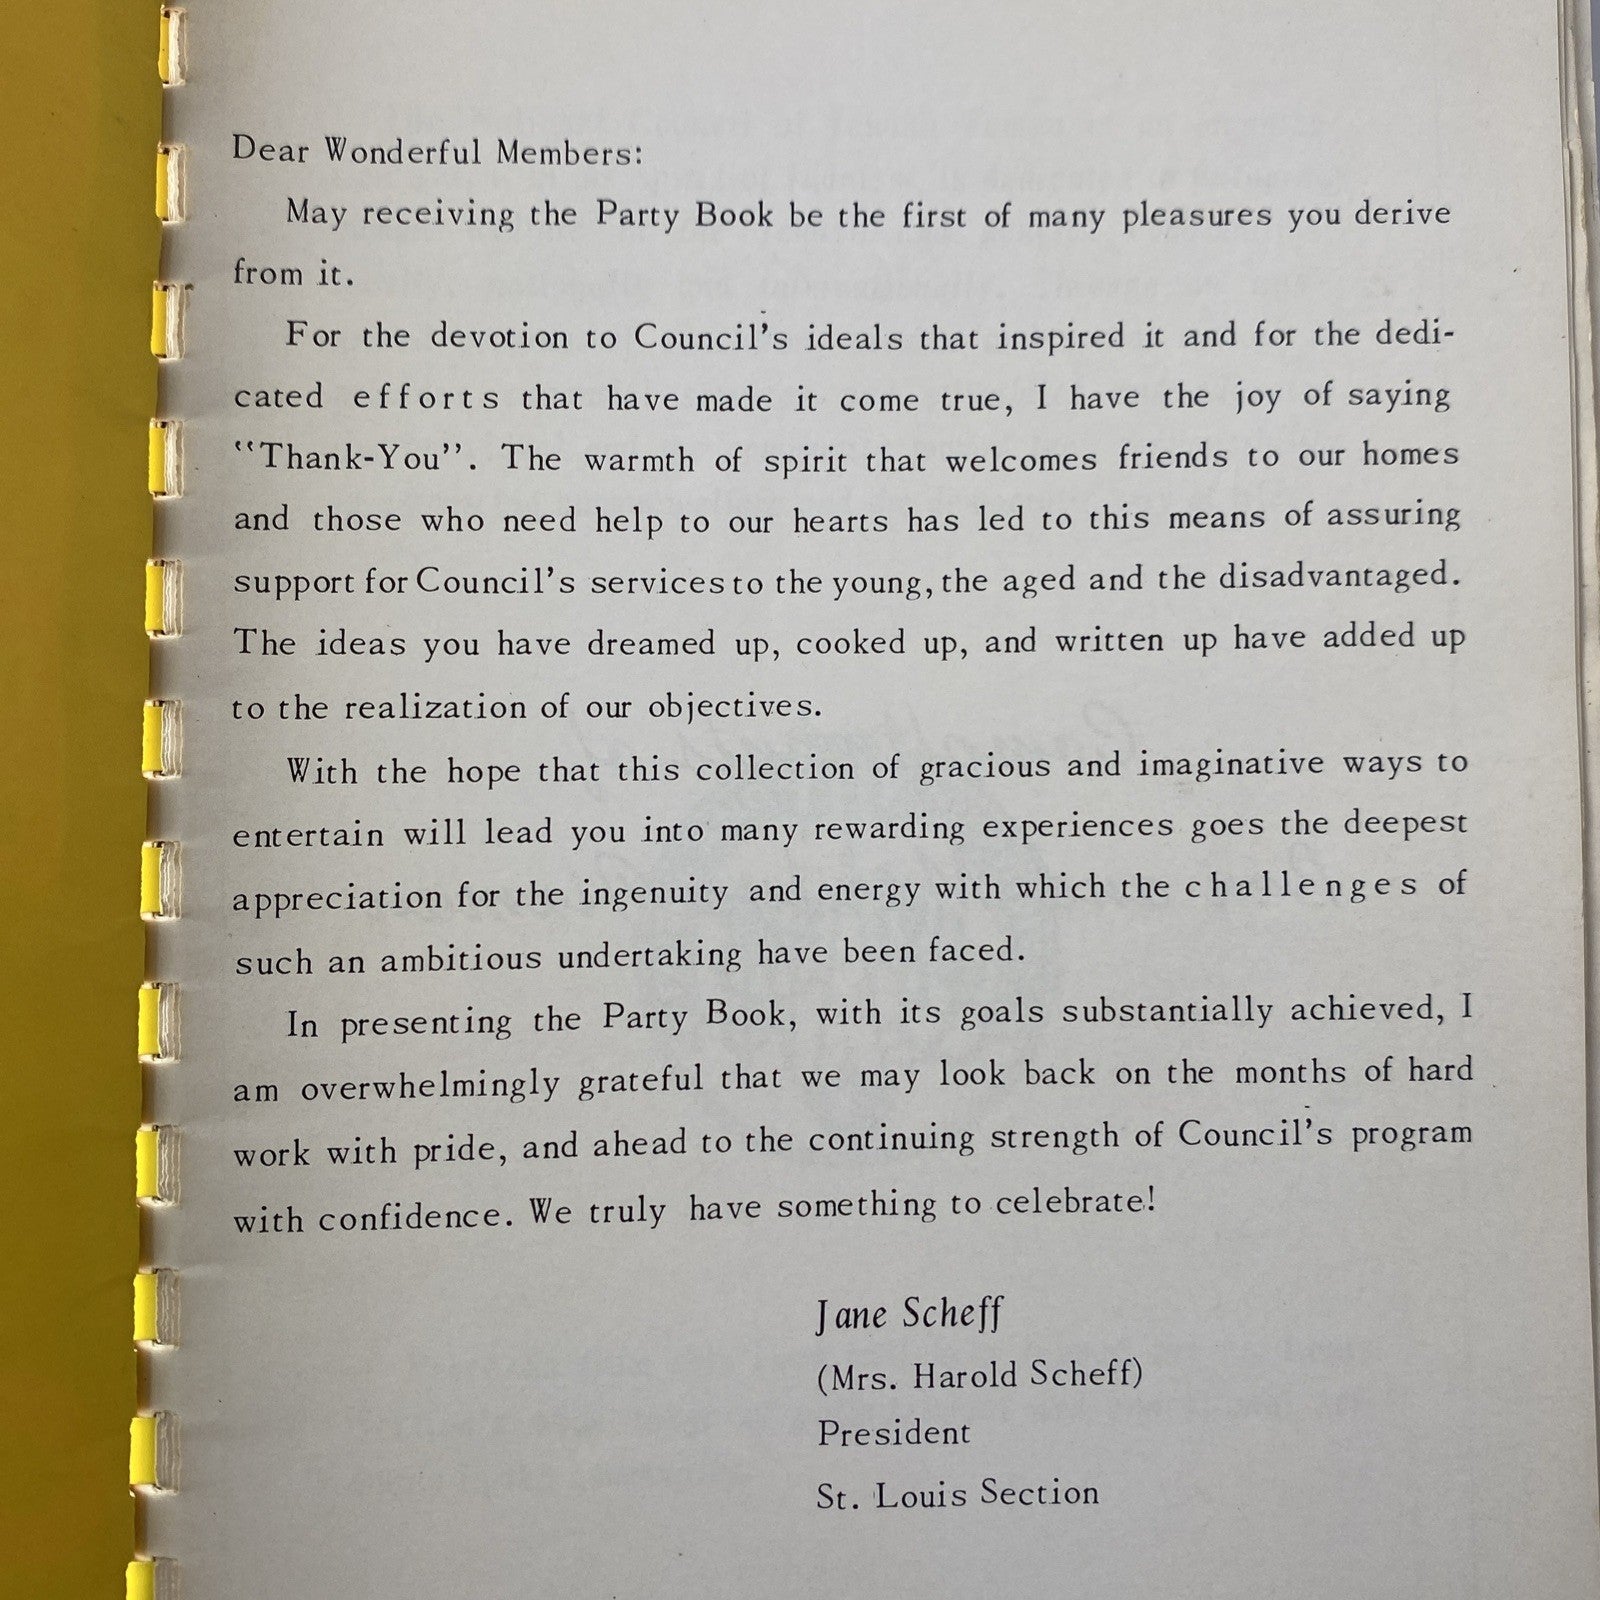 Dear Wonderful Members:
May receiving the Party Book be the first of many pleasures you derive
from it.
For the devotion to Council's ideals that inspired it and for the dedi-
cated efforts that have made it come true, I have the joy of saying
“Thank-You”. The warmth of spirit that welcomes friends to our homes
and those who need help to our hearts has led to this means of assuring
support for Council's services to the young, the aged and the disadvantaged.
The ideas you have dreamed up, cooked up, and written up have added up
to the realization of our objectives.
With the hope that this collection of gracious and imaginative ways to
entertain will lead you into many rewarding experiences goes the deepest
appreciation for the ingenuity and energy with which the challenges of
such an ambitious undertaking have been faced.
In presenting the Party Book, with its goals substantially achieved, I
am overwhelmingly grateful that we may look back on the months of hard
work with pride, and ahead to the continuing strength of Council's program
with confidence. We truly have something to celebrate!
Jane Scheff
(Mrs. Harold Scheff)
President
St. Louis Section